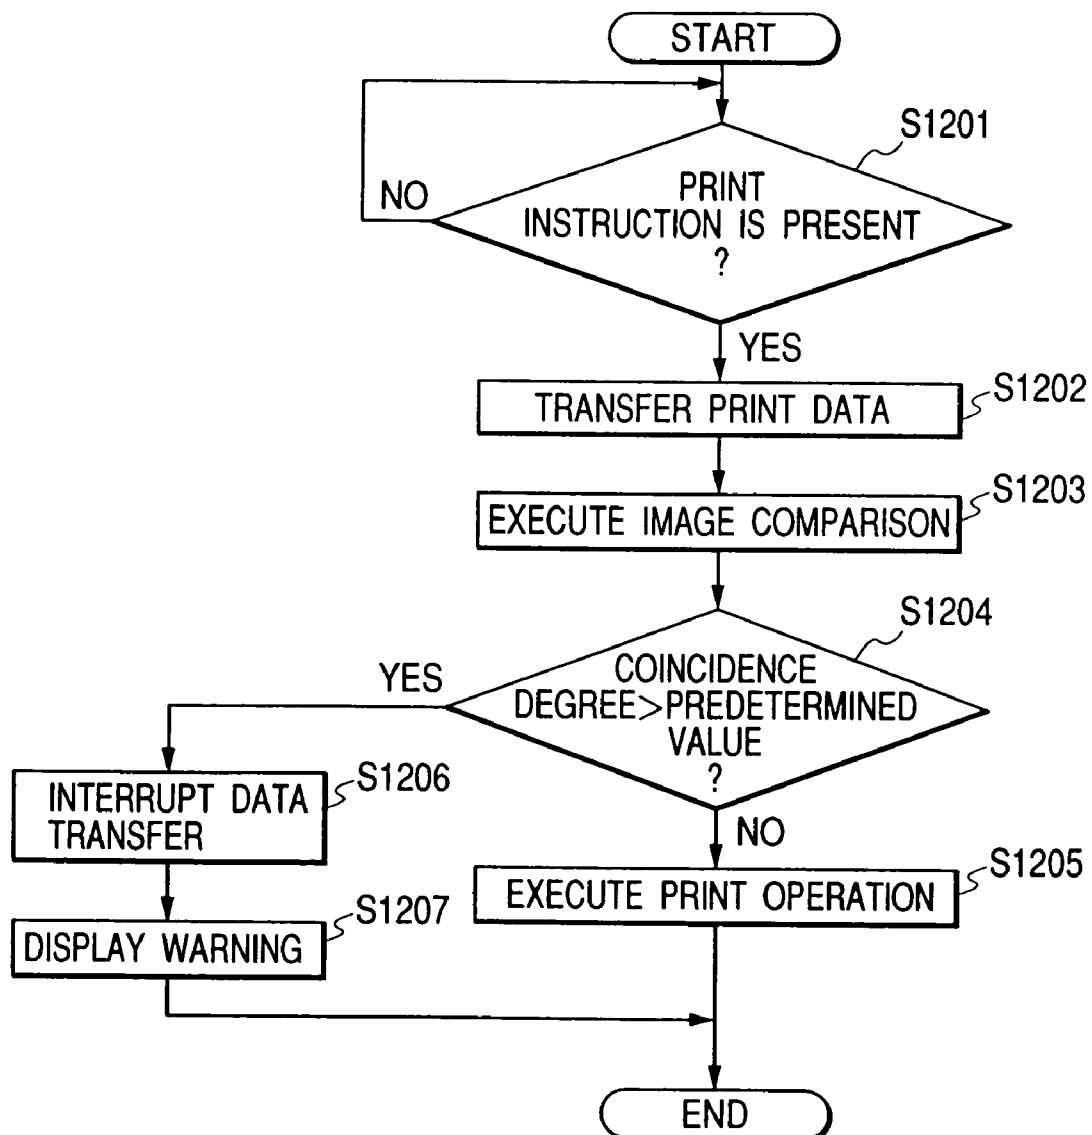 START
S1201
PRINT
INSTRUCTION IS PRESENT
?
NO
YES
TRANSFER PRINT DATA
S1202
EXECUTE IMAGE COMPARISON
S1203
S1204
COINCIDENCE
DEGREE>PREDETERMINED
VALUE
?
YES
NO
INTERRUPT DATA
TRANSFER
S1206
EXECUTE PRINT OPERATION
S1205
DISPLAY WARNING
S1207
END